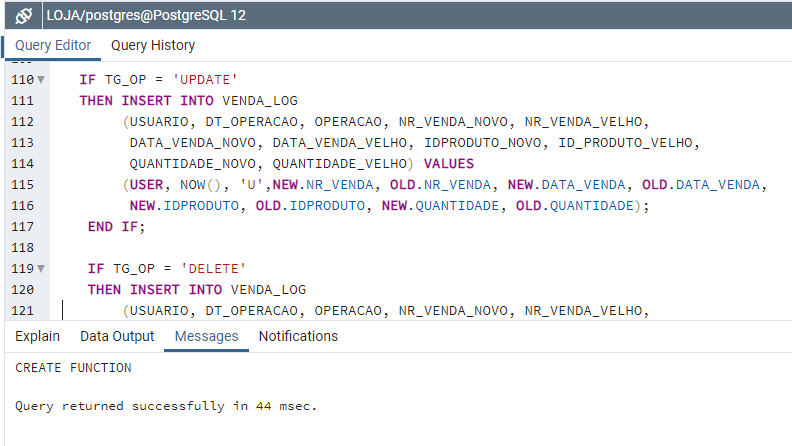 LOJA/postgres@PostgreSQL 12
Query Editor Query History
110 IF TG_OP = 'UPDATE'
111 THEN INSERT INTO VENDA_LOG
112 (USUARIO, DT_OPERACAO, OPERACAO, NR_VENDA_NOVO, NR_VENDA_VELHO,
113 DATA_VENDA_NOVO, DATA_VENDA_VELHO, IDPRODUTO_NOVO, ID_PRODUTO_VELHO,
114 QUANTIDADE_NOVO, QUANTIDADE_VELHO) VALUES
115 (USER, NOW(), 'U',NEW.NR_VENDA, OLD.NR_VENDA, NEW.DATA_VENDA, OLD.DATA_VENDA,
116 NEW.IDPRODUTO, OLD.IDPRODUTO, NEW.QUANTIDADE, OLD.QUANTIDADE);
117 END IF;
118
119 IF TG_OP = 'DELETE'
120 THEN INSERT INTO VENDA_LOG
121 (USUARIO, DT_OPERACAO, OPERACAO, NR_VENDA_NOVO, NR_VENDA_VELHO,
Explain Data Output Messages Notifications
CREATE FUNCTION
Query returned successfully in 44 msec.